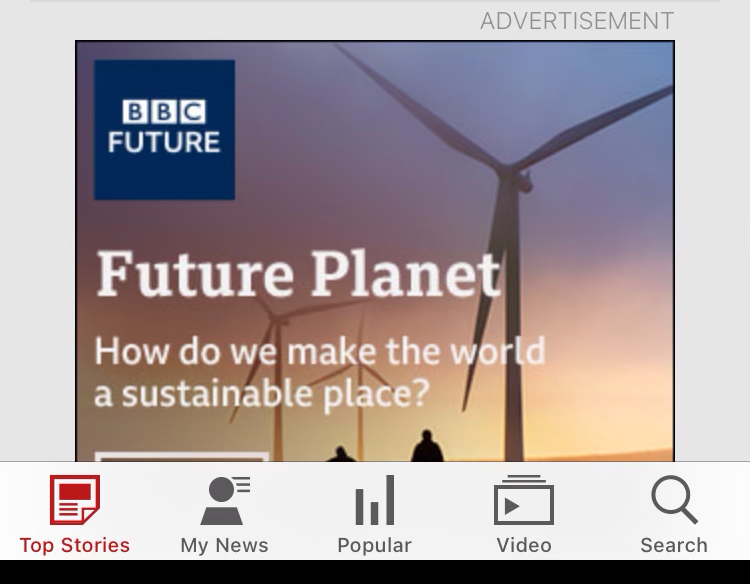 ADVERTISEMENT
BBC
FUTURE
Future Planet
How do we make the world
a sustainable place?
Top Stories
My News
Popular
Video
Search